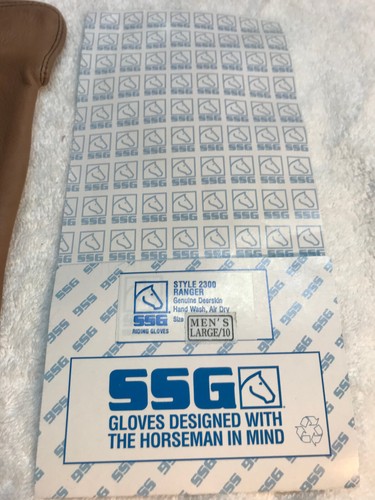 STYLE 2300
RANGER
Genuine Deerskin
Hand Wash, Air Dry
Size MEN'S
LARGE/10
SSG
RIDING GLOVES
SSG
GLOVES DESIGNED WITH
THE HORSEMAN IN MIND